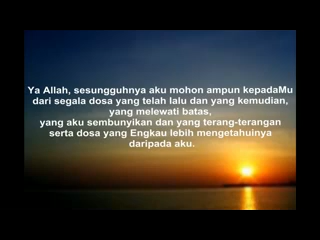 Ya Allah, sesungguhnya aku mohon ampun kepadaMu
dari segala dosa yang telah lalu dan yang kemudian,
yang melewati batas,
yang aku sembunyikan dan yang terang-terangan
serta dosa yang Engkau lebih mengetahuinya
daripada aku.